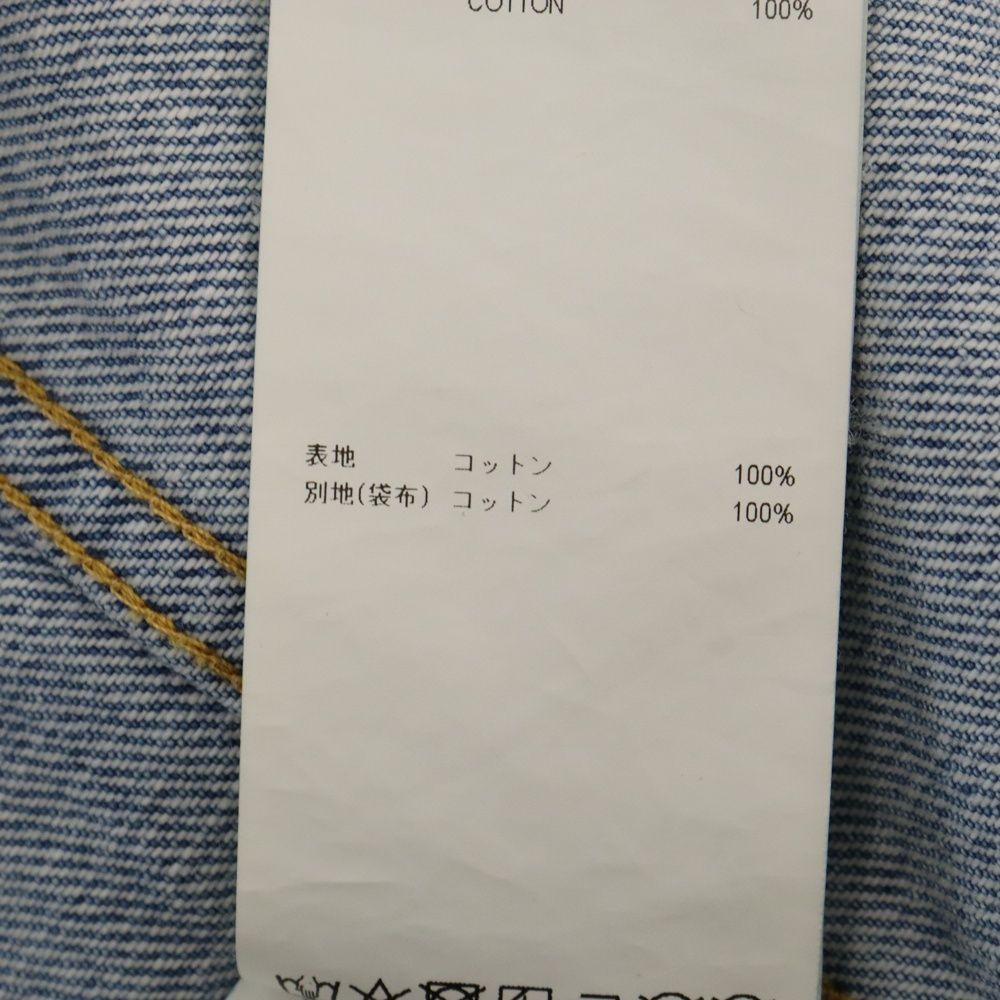 COTTON 100%
表地 コットン 100%
別地(袋布) コットン 100%